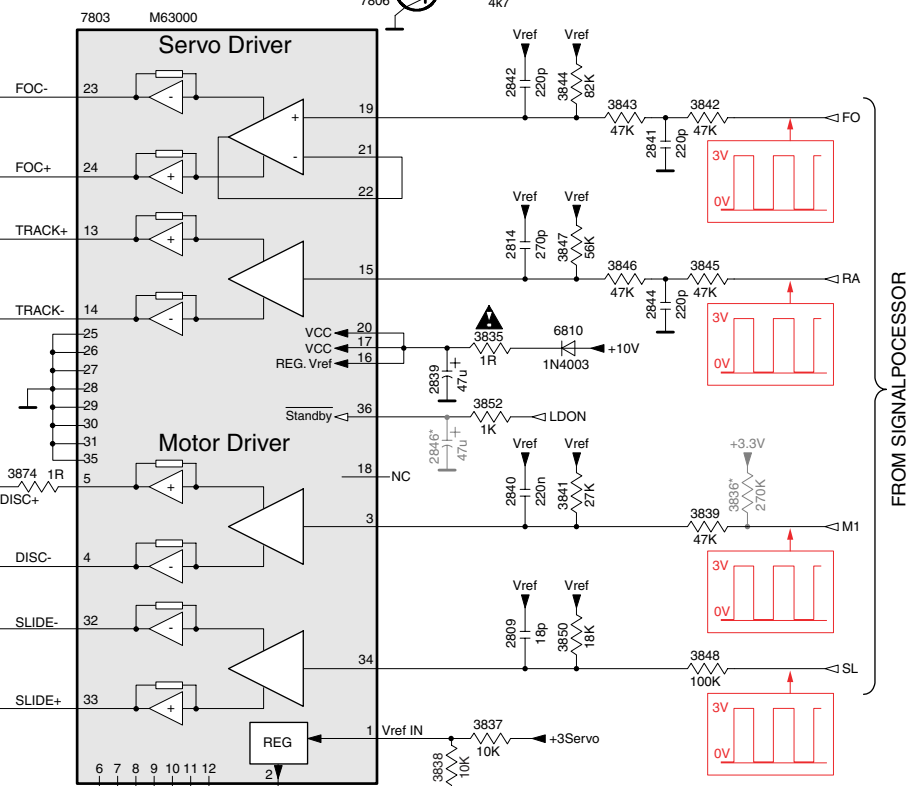 7806
4k7
7803 M63000
Servo Driver
Vref Vref
2842 220p
3844 82K
FOC- 23
19
+
-
3843 47K
3842 47K
FO
2841 220p
-
21
3V
0V
FOC+ 24
+
22
Vref Vref
2814 270p
3847 56K
TRACK+ 13
+
15
3846 47K
3845 47K
RA
2844 220p
TRACK- 14
-
3V
0V
25
26
27
28
29
30
31
35
VCC 20
VCC 17
REG. Vref 16
3835 1R
6810 1N4003
+10V
2839 + 47u
Standby 36
3852 1K
LDON
2846* + 47u
FROM SIGNALPOCESSOR
Motor Driver
18 NC
Vref Vref
2840 220n
3841 27K
+3.3V
3836* 270K
3874 1R
DISC+
5
+
3
3839 47K
M1
DISC- 4
-
3V
0V
Vref Vref
2809 18p
3850 18K
SLIDE- 32
-
34
3848 100K
SL
SLIDE+ 33
+
3V
0V
REG
1 Vref IN
3837 10K
+3Servo
3838 10K
2
6 7 8 9 10 11 12